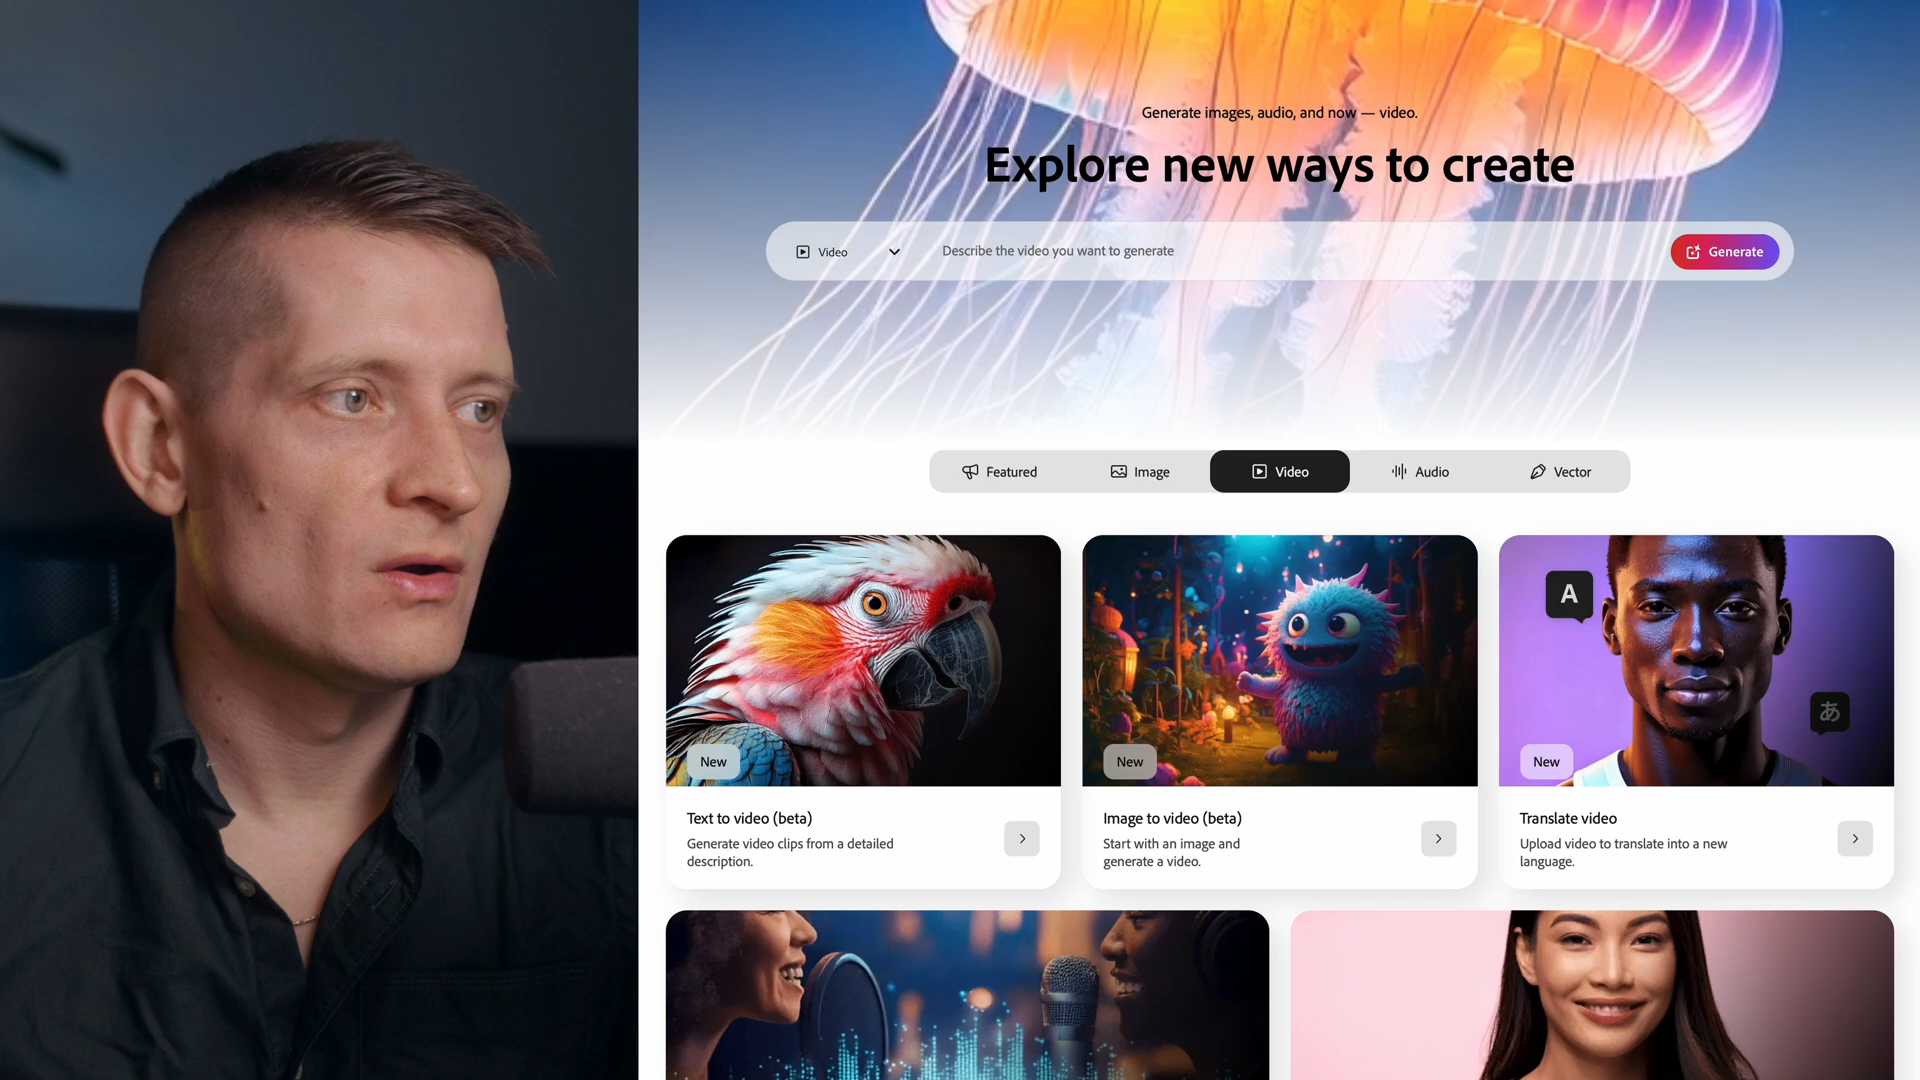 Generate images, audio, and now — video.
Explore new ways to create
Video
Describe the video you want to generate
Generate
Featured
Image
Video
Audio
Vector
A
あ
New
New
New
Text to video (beta)
Generate video clips from a detailed
description.
Image to video (beta)
Start with an image and
generate a video.
Translate video
Upload video to translate into a new
language.